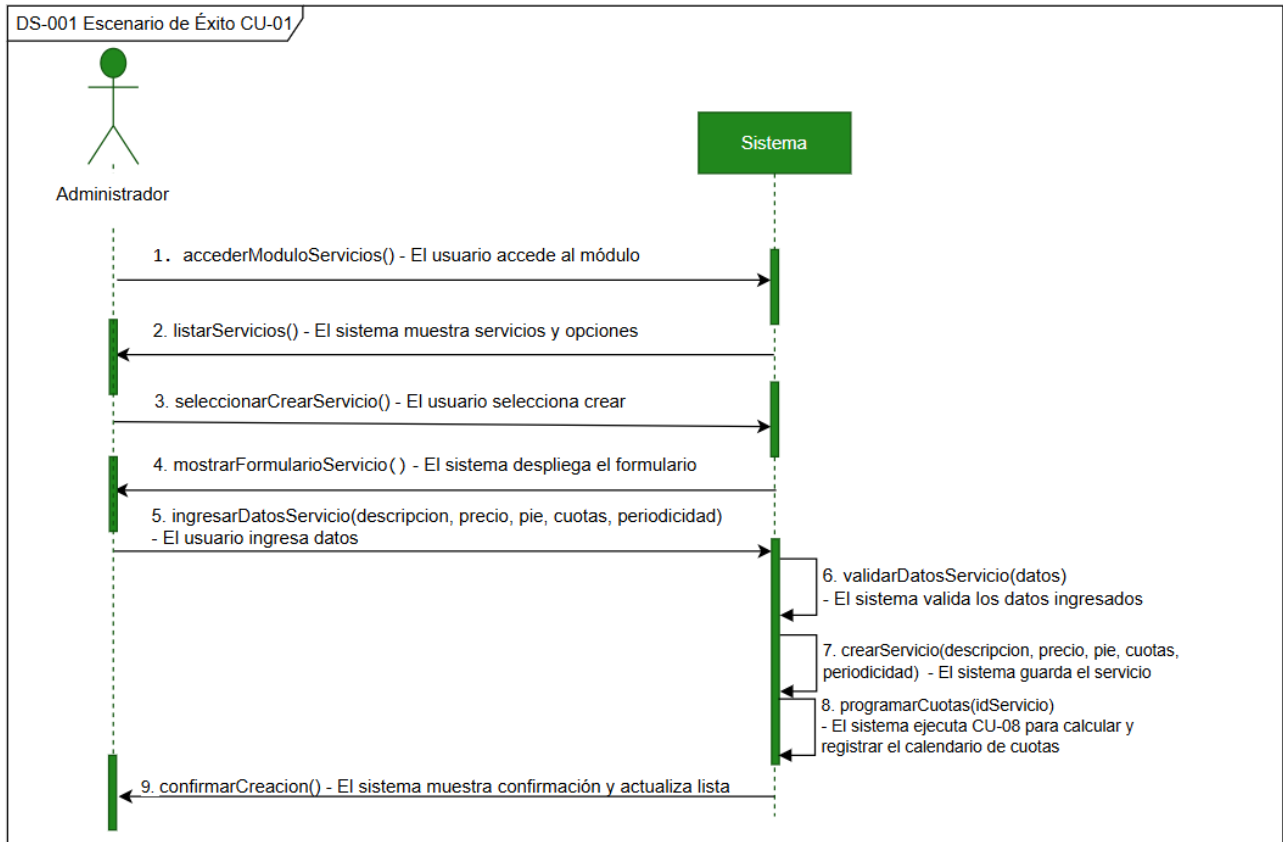 DS-001 Escenario de Éxito CU-01
Sistema
Administrador
1. accederModuloServicios() - El usuario accede al módulo
2. listarServicios() - El sistema muestra servicios y opciones
3. seleccionarCrearServicio() - El usuario selecciona crear
4. mostrarFormularioServicio() - El sistema despliega el formulario
5. ingresarDatosServicio(descripcion, precio, pie, cuotas, periodicidad)
- El usuario ingresa datos
6. validarDatosServicio(datos)
- El sistema valida los datos ingresados
7. crearServicio(descripcion, precio, pie, cuotas,
periodicidad) - El sistema guarda el servicio
8. programarCuotas(idServicio)
- El sistema ejecuta CU-08 para calcular y
registrar el calendario de cuotas
9. confirmarCreacion() - El sistema muestra confirmación y actualiza lista